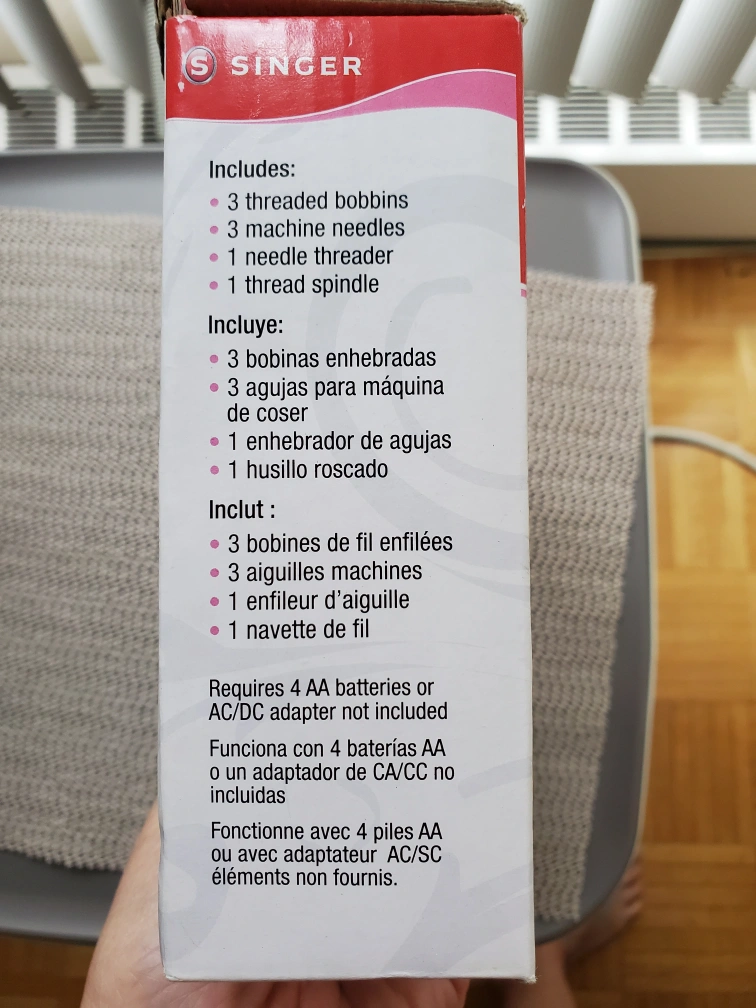 S SINGER
Includes:
• 3 threaded bobbins
• 3 machine needles
• 1 needle threader
• 1 thread spindle
Incluye:
• 3 bobinas enhebradas
• 3 agujas para máquina
de coser
• 1 enhebrador de agujas
• 1 husillo roscado
Inclut :
• 3 bobines de fil enfilées
• 3 aiguilles machines
• 1 enfileur d’aiguille
• 1 navette de fil
Requires 4 AA batteries or
AC/DC adapter not included
Funciona con 4 baterías AA
o un adaptador de CA/CC no
incluidas
Fonctionne avec 4 piles AA
ou avec adaptateur AC/SC
éléments non fournis.